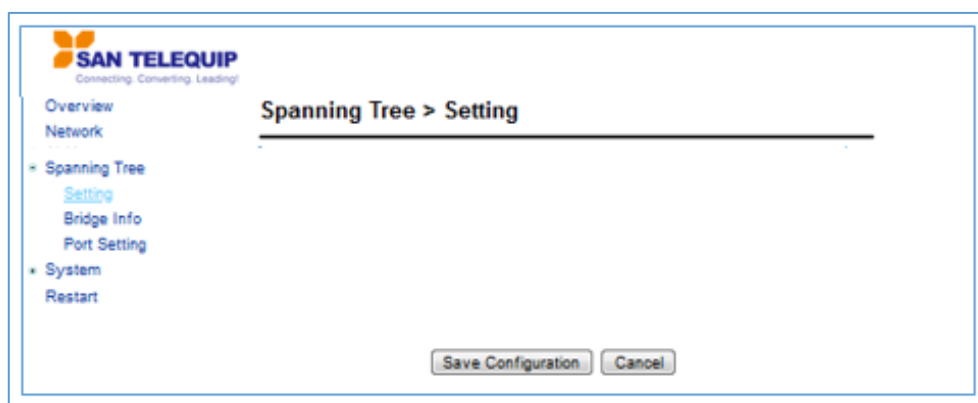 SAN TELEQUIP
Connecting. Converting. Leading!
Overview
Network
Spanning Tree
Setting
Bridge Info
Port Setting
System
Restart
Spanning Tree > Setting
Save Configuration
Cancel